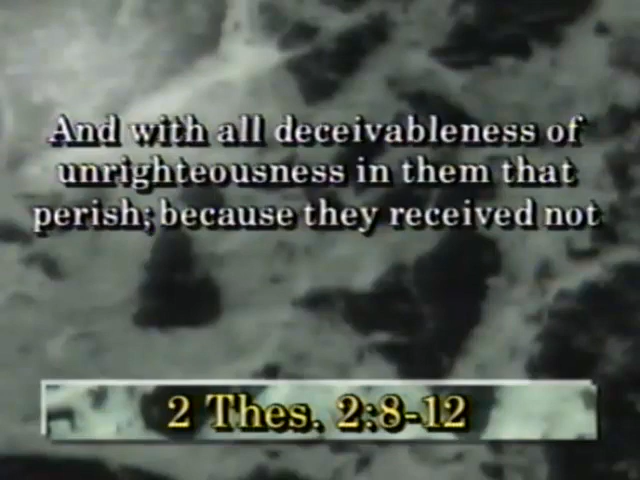 And with all deceivableness of
unrighteousness in them that
perish; because they received not
2 Thes. 2:8-12